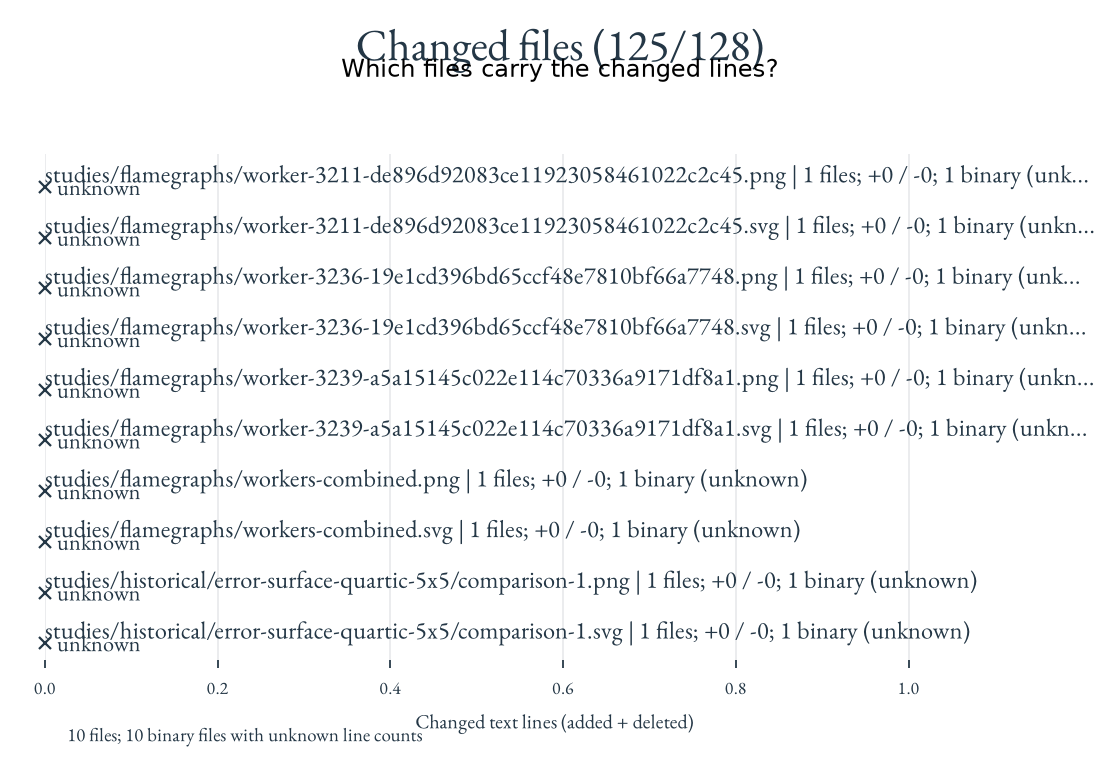 Changed files (125/128)
Which files carry the changed lines?
studies/flamegraphs/worker-3211-de896d92083ce11923058461022c2c45.png | 1 files; +0 / -0; 1 binary (unk...
unknown
studies/flamegraphs/worker-3211-de896d92083ce11923058461022c2c45.svg | 1 files; +0 / -0; 1 binary (unkn...
unknown
studies/flamegraphs/worker-3236-19e1cd396bd65ccf48e7810bf66a7748.png | 1 files; +0 / -0; 1 binary (unk...
unknown
studies/flamegraphs/worker-3236-19e1cd396bd65ccf48e7810bf66a7748.svg | 1 files; +0 / -0; 1 binary (unkn...
unknown
studies/flamegraphs/worker-3239-a5a15145c022e114c70336a9171df8a1.png | 1 files; +0 / -0; 1 binary (unkn...
unknown
studies/flamegraphs/worker-3239-a5a15145c022e114c70336a9171df8a1.svg | 1 files; +0 / -0; 1 binary (unkn...
unknown
studies/flamegraphs/workers-combined.png | 1 files; +0 / -0; 1 binary (unknown)
unknown
studies/flamegraphs/workers-combined.svg | 1 files; +0 / -0; 1 binary (unknown)
unknown
studies/historical/error-surface-quartic-5x5/comparison-1.png | 1 files; +0 / -0; 1 binary (unknown)
unknown
studies/historical/error-surface-quartic-5x5/comparison-1.svg | 1 files; +0 / -0; 1 binary (unknown)
unknown
0.0 0.2 0.4 0.6 0.8 1.0
Changed text lines (added + deleted)
10 files; 10 binary files with unknown line counts